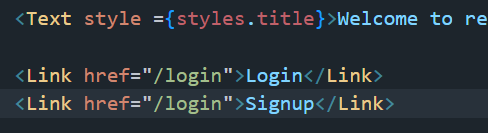 <Text style ={styles.title}>Welcome to re
<Link href="/login">Login</Link>
<Link href="/login">Signup</Link>